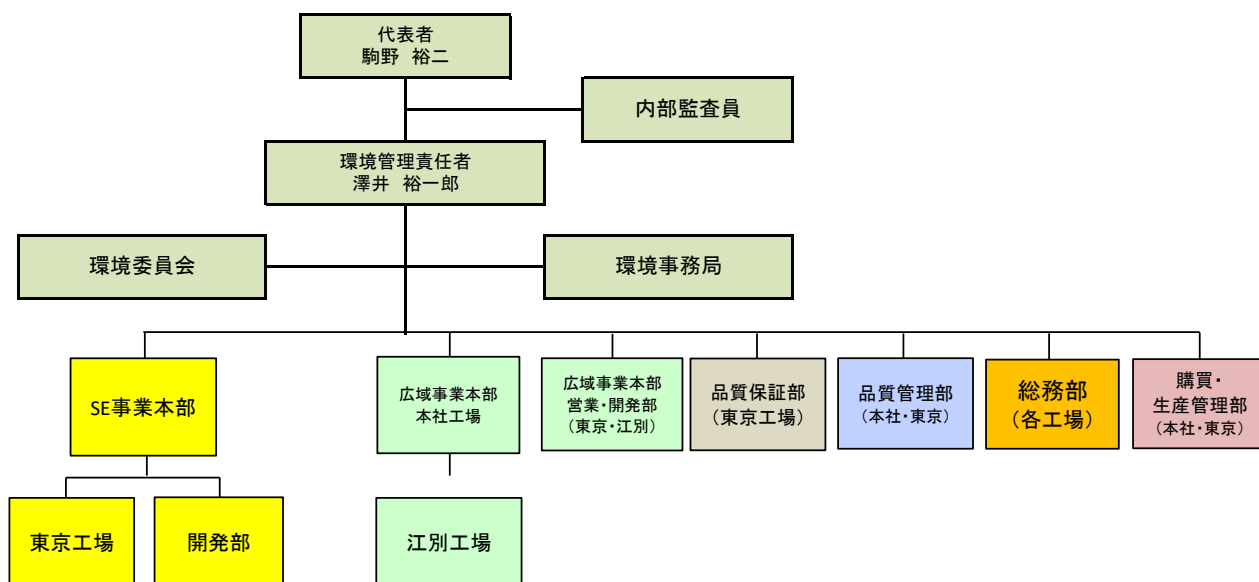 代表者
駒野 裕二
内部監査員
環境管理責任者
澤井 裕一郎
環境委員会
環境事務局
SE事業本部
広域事業本部
本社工場
広域事業本部
営業・開発部
（東京・江別）
品質保証部
（東京工場）
品質管理部
（本社・東京）
総務部
（各工場）
購買・
生産管理部
（本社・東京）
東京工場
開発部
江別工場